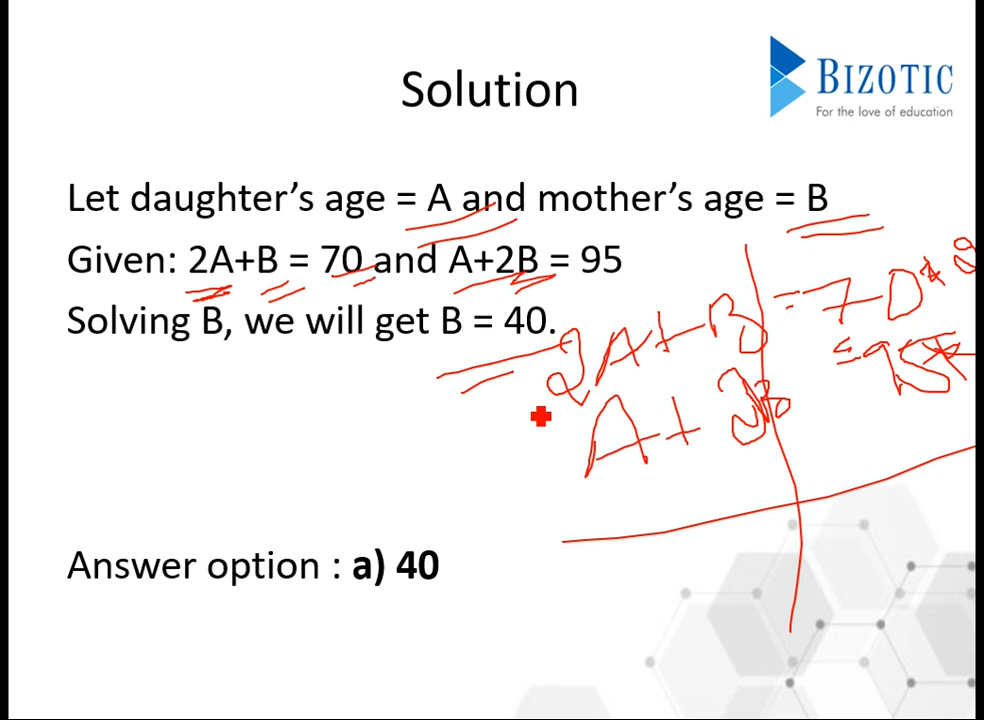 Solution
BIZOTIC
For the love of education
Let daughter’s age = A and mother’s age = B
Given: 2A+B = 70 and A+2B = 95
Solving B, we will get B = 40.
2A+B =70*2
A+2B =95*
Answer option : a) 40